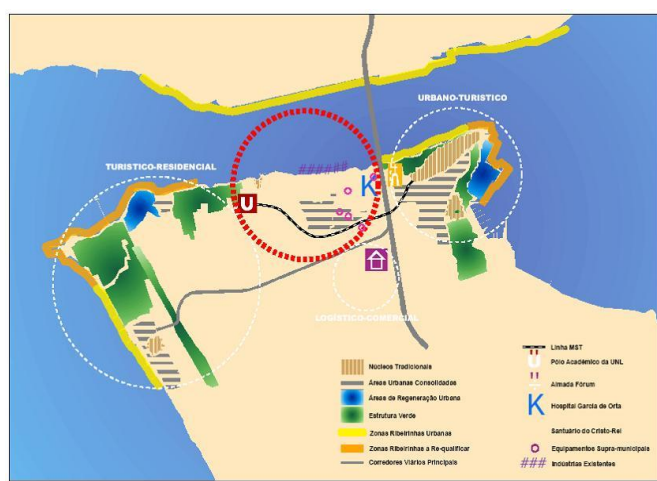 URBANO-TURISTICO
TURISTICO-RESIDENCIAL
U
K
LOGÍSTICO-COMERCIAL
Núcleos Tradicionais
Áreas Urbanas Consolidadas
Áreas de Regeneração Urbana
Estrutura Verde
Zonas Ribeirinhas Urbanas
Zonas Ribeirinhas a Re-qualificar
Corredores Viários Principais
Linha MST
U Pólo Académico da UNL
Almada Fórum
K Hospital Garcia de Orta
Santuário do Cristo-Rei
Equipamentos Supra-municipais
### Indústrias Existentes